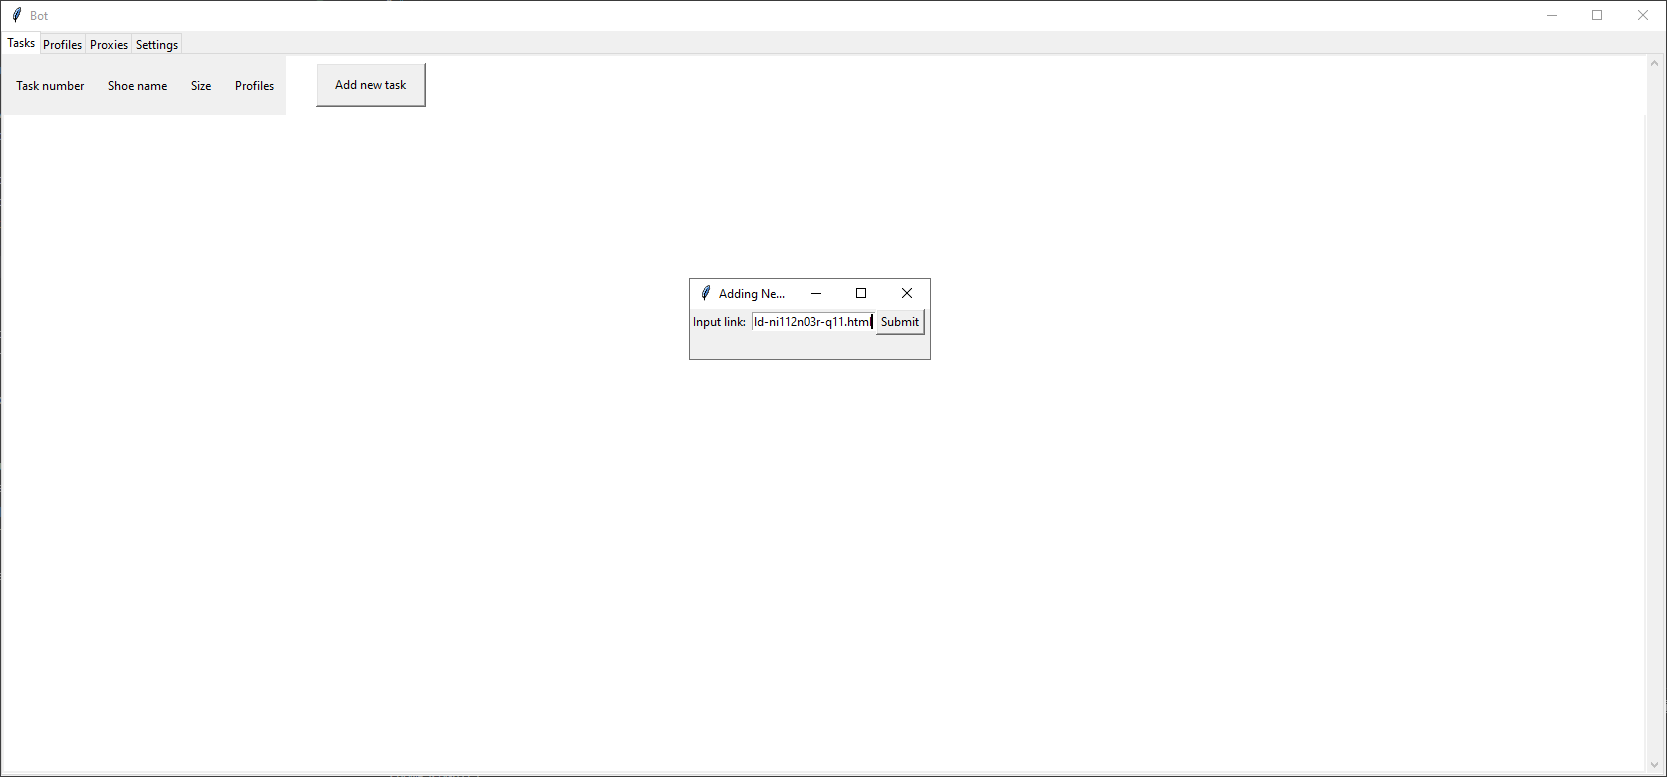 Bot
Tasks Profiles Proxies Settings
Task number Shoe name Size Profiles Add new task
Adding Ne...
Input link: ld-ni112n03r-q11.html Submit